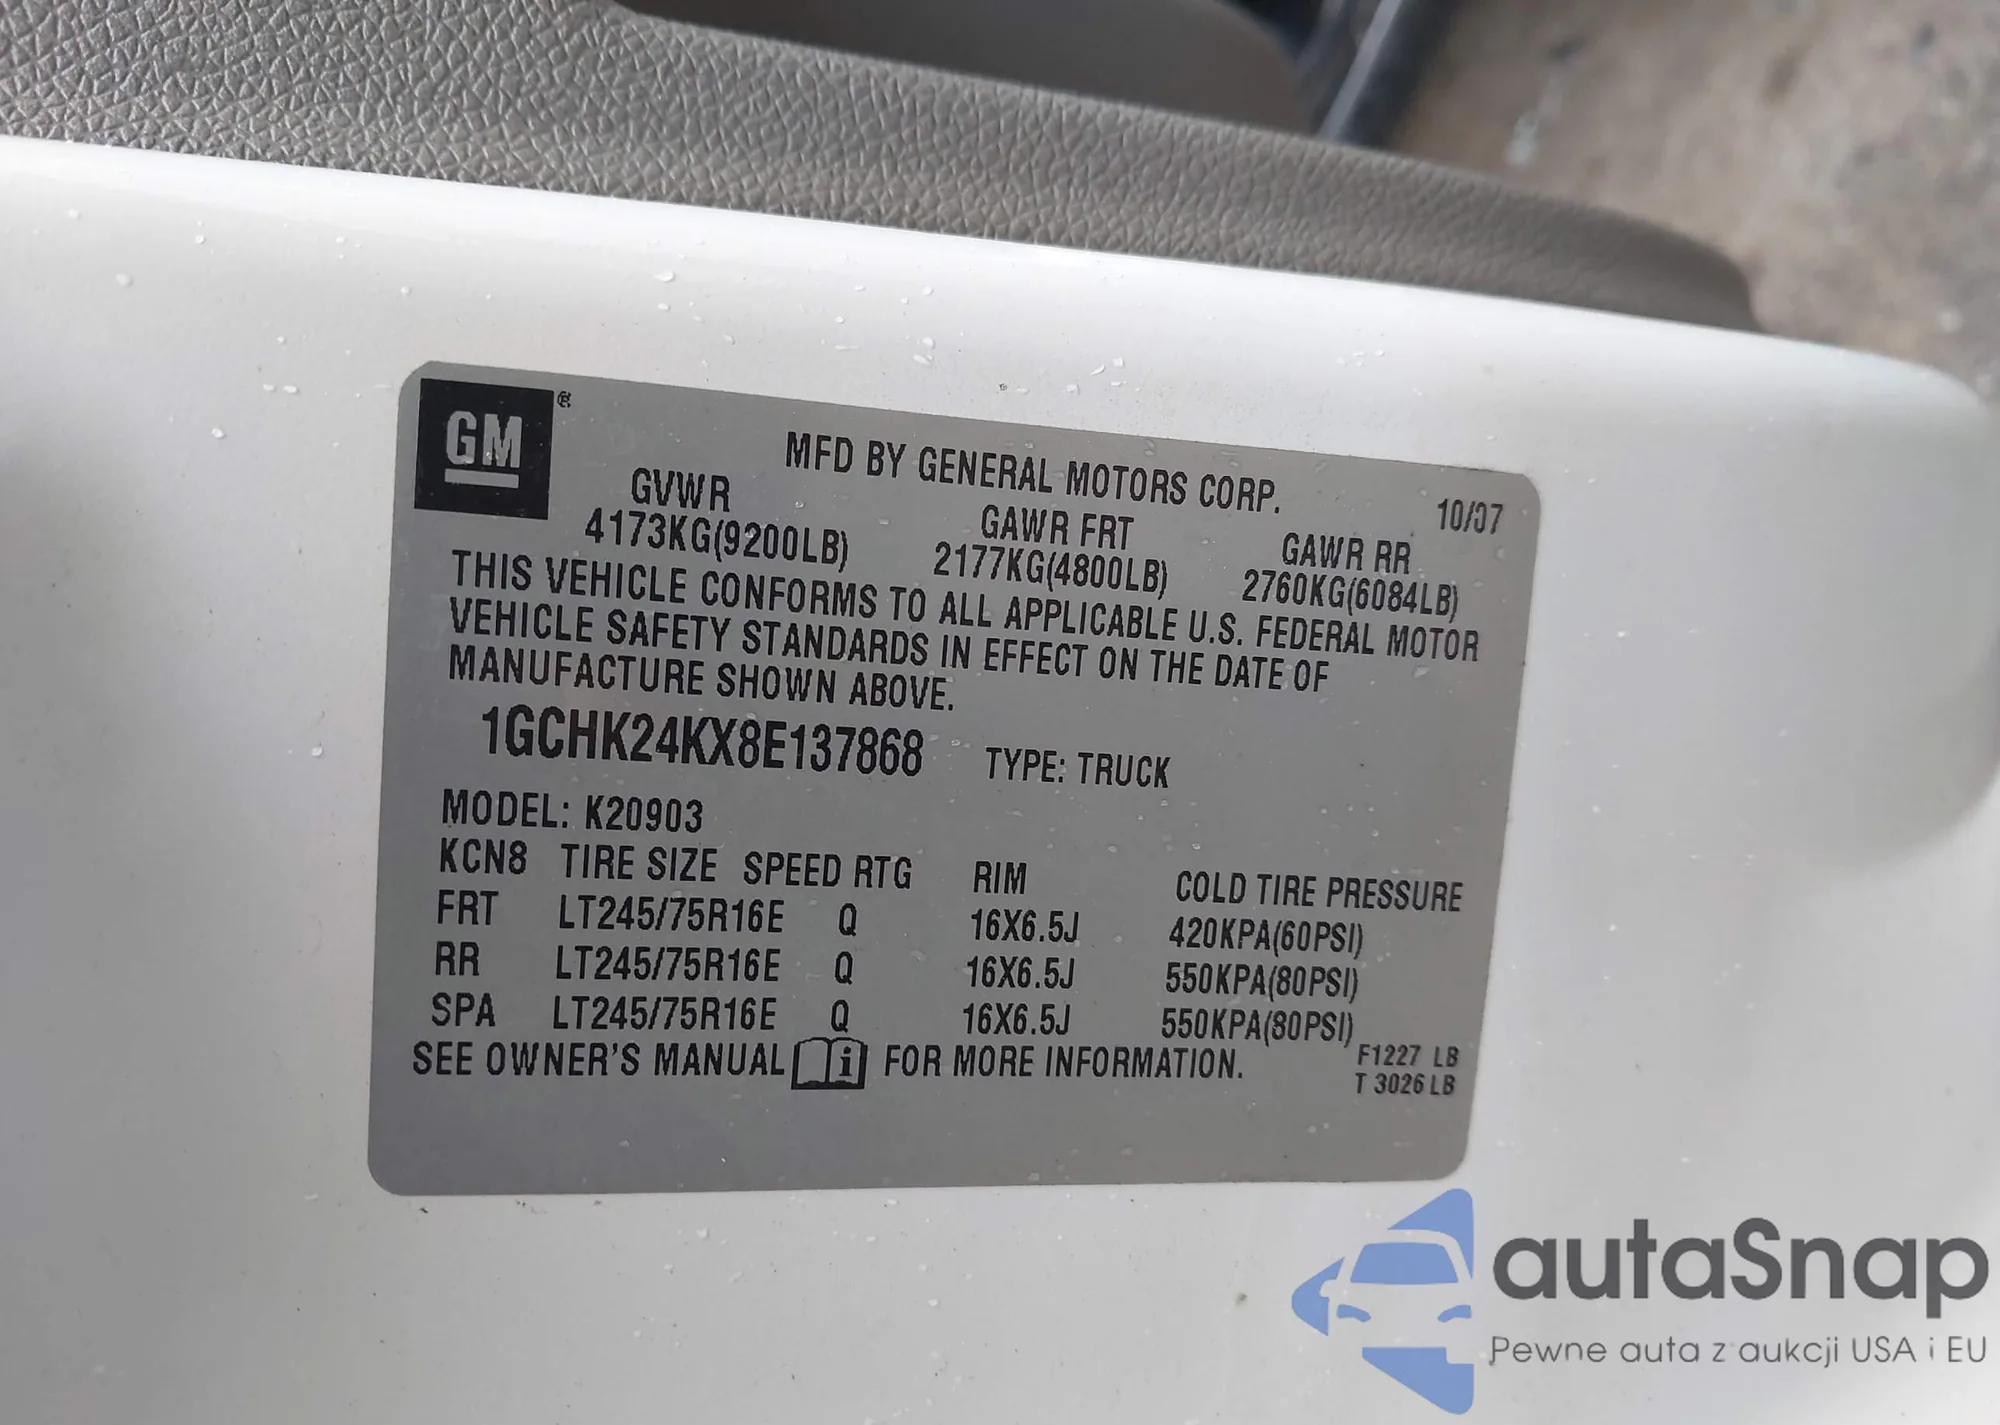 GM®
MFD BY GENERAL MOTORS CORP.
10/07
GVWR GAWR FRT GAWR RR
4173KG(9200LB) 2177KG(4800LB) 2760KG(6084LB)
THIS VEHICLE CONFORMS TO ALL APPLICABLE U.S. FEDERAL MOTOR
VEHICLE SAFETY STANDARDS IN EFFECT ON THE DATE OF
MANUFACTURE SHOWN ABOVE.
1GCHK24KX8E137868 TYPE: TRUCK
MODEL: K20903
KCN8 TIRE SIZE SPEED RTG RIM COLD TIRE PRESSURE
FRT LT245/75R16E Q 16X6.5J 420KPA(60PSI)
RR LT245/75R16E Q 16X6.5J 550KPA(80PSI)
SPA LT245/75R16E Q 16X6.5J 550KPA(80PSI)
SEE OWNER'S MANUAL i FOR MORE INFORMATION.
F1227 LB
T 3026 LB
autaSnap
Pewne auta z aukcji USA i EU